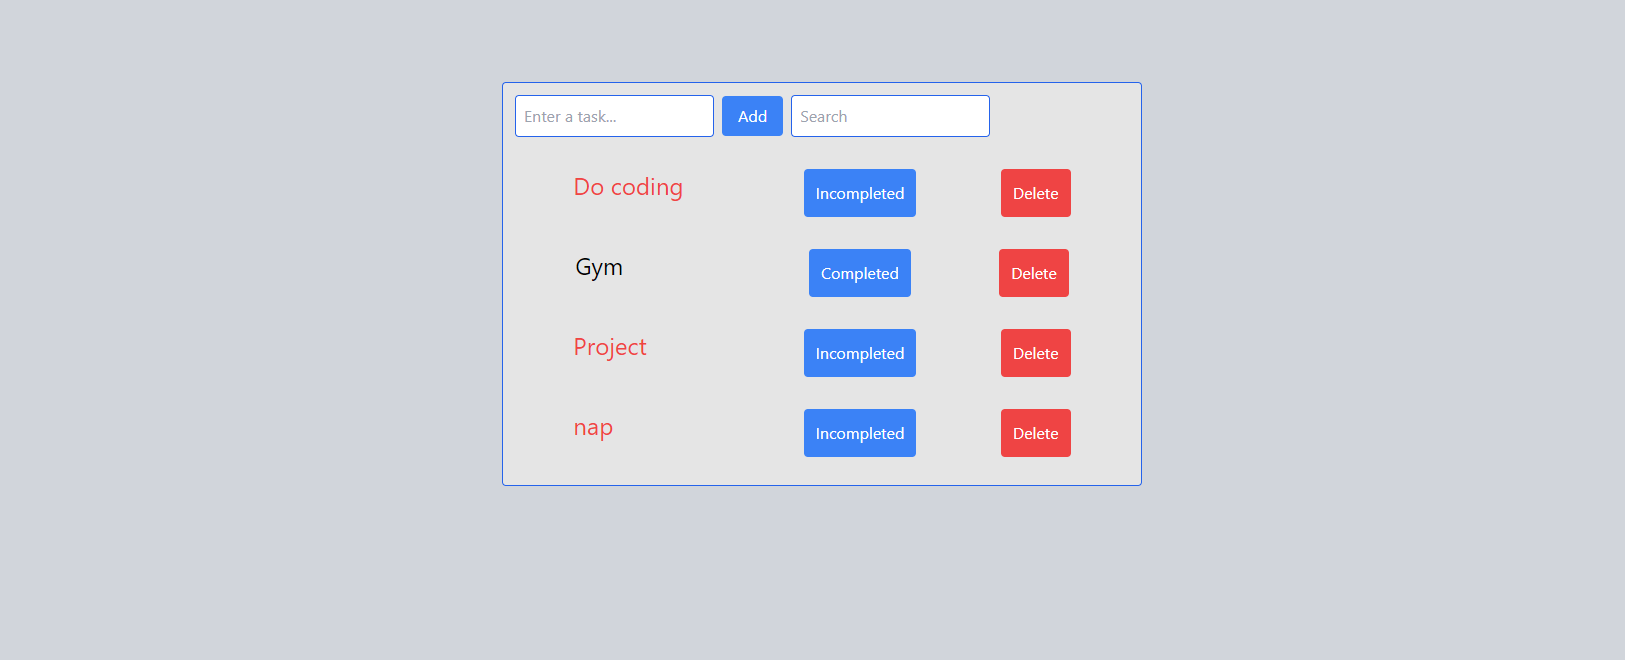 Enter a task... Add Search
Do coding Incompleted Delete
Gym Completed Delete
Project Incompleted Delete
nap Incompleted Delete